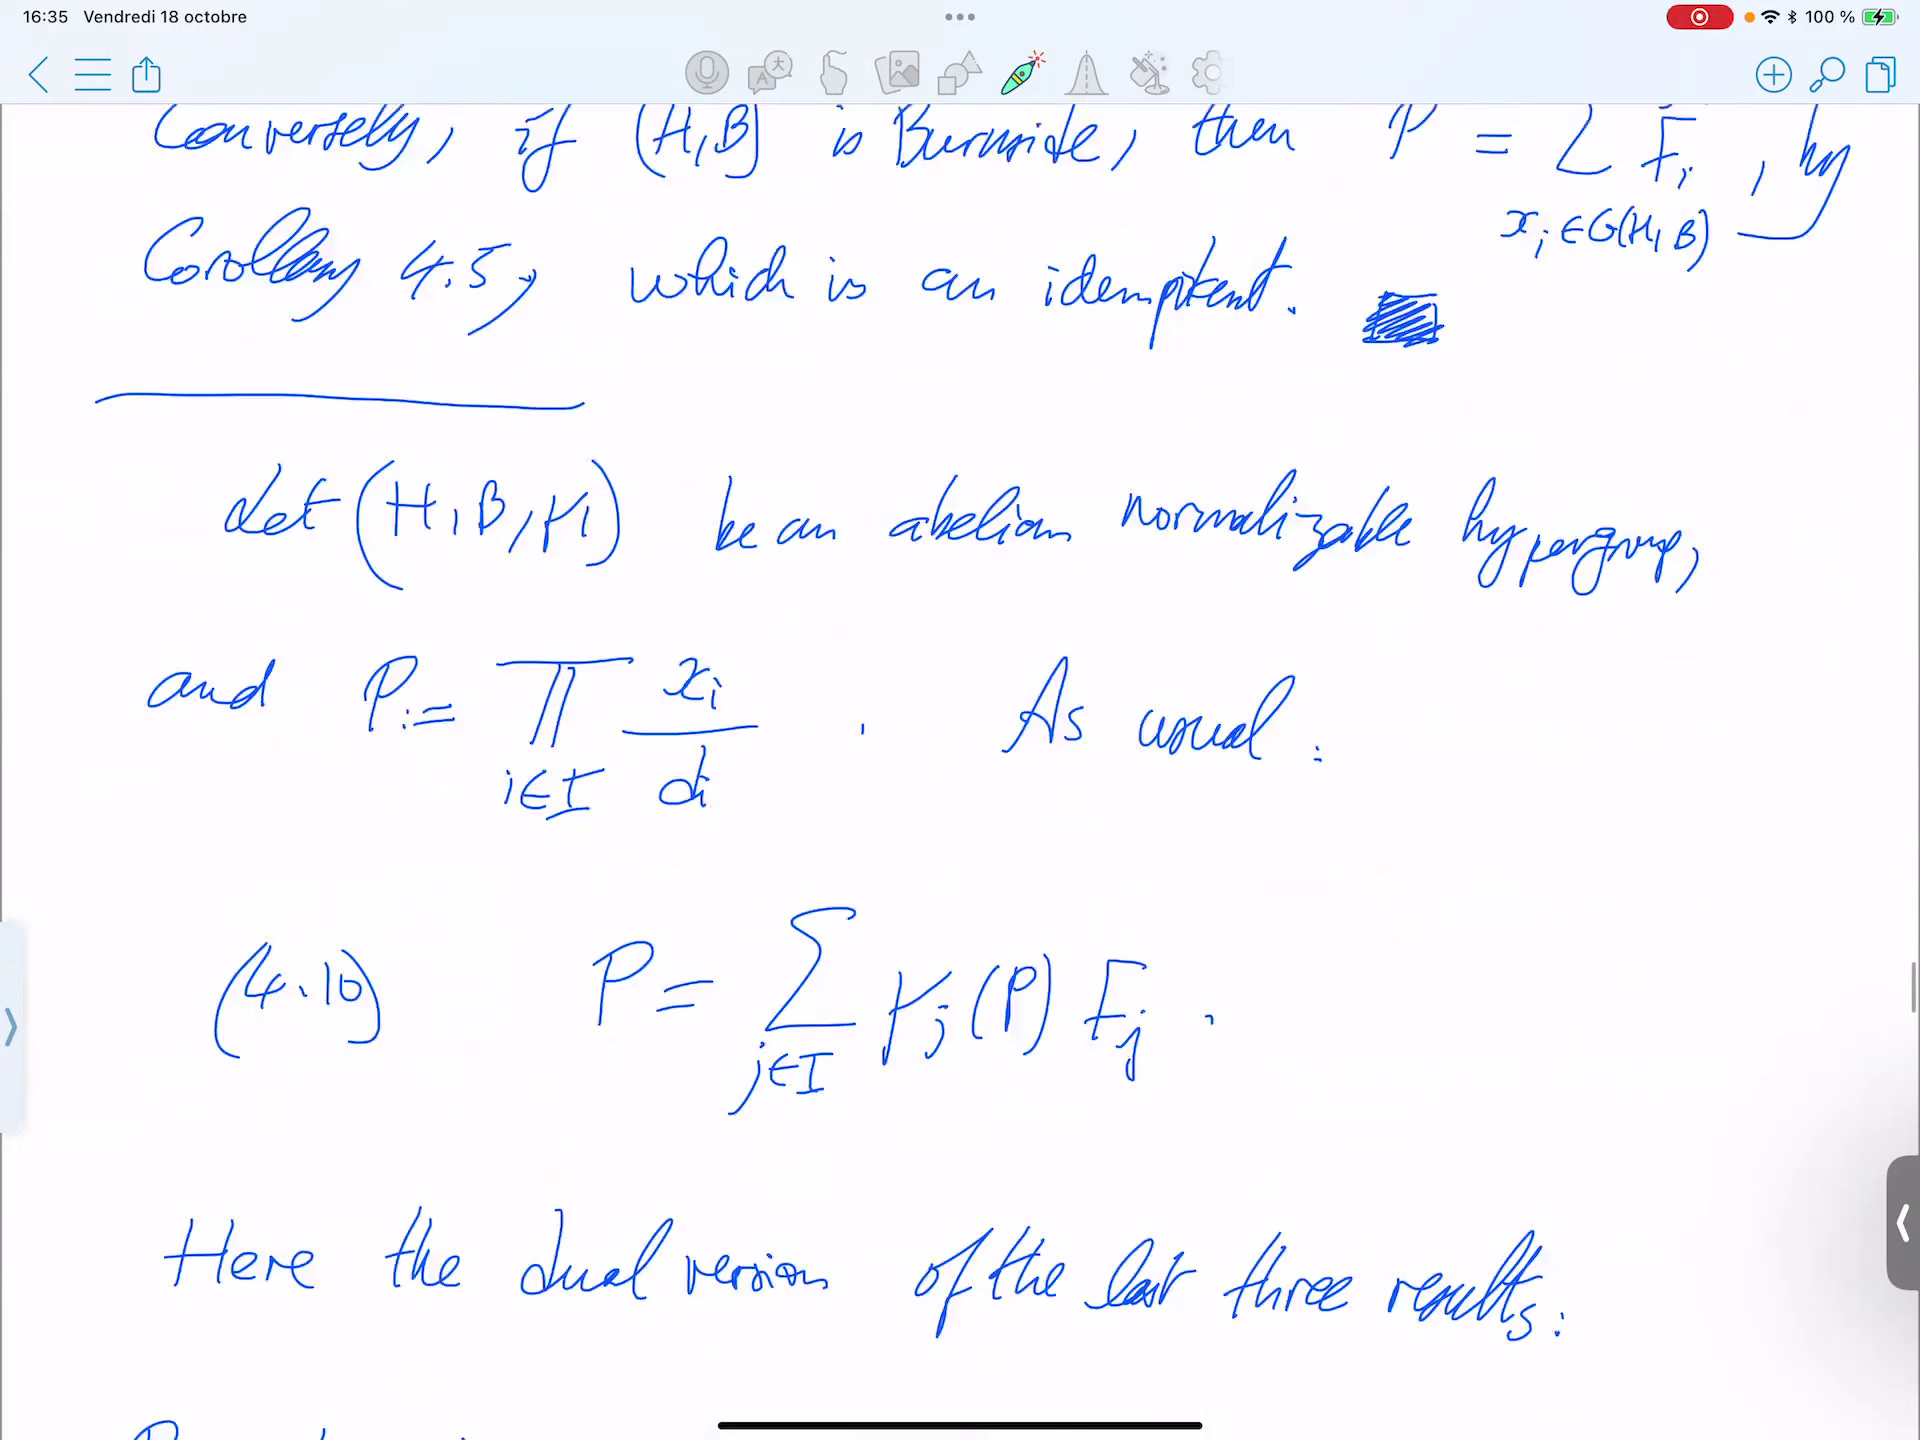 16:35 Vendredi 18 octobre
100 %
Conversely, if (H,B) is Burnside, then P = ∑ F_i, by
x_i ∈ G(H,B)
Corollary 4.5, which is an idempotent.
Let (H,B,μ) be an abelian normalizable hypergroup,
and P := ∏_{i∈I} x_i / d_i. As usual:
(4.10) P = ∑_{j∈I} μ_j(P) F_j.
Here the dual version of the last three results: